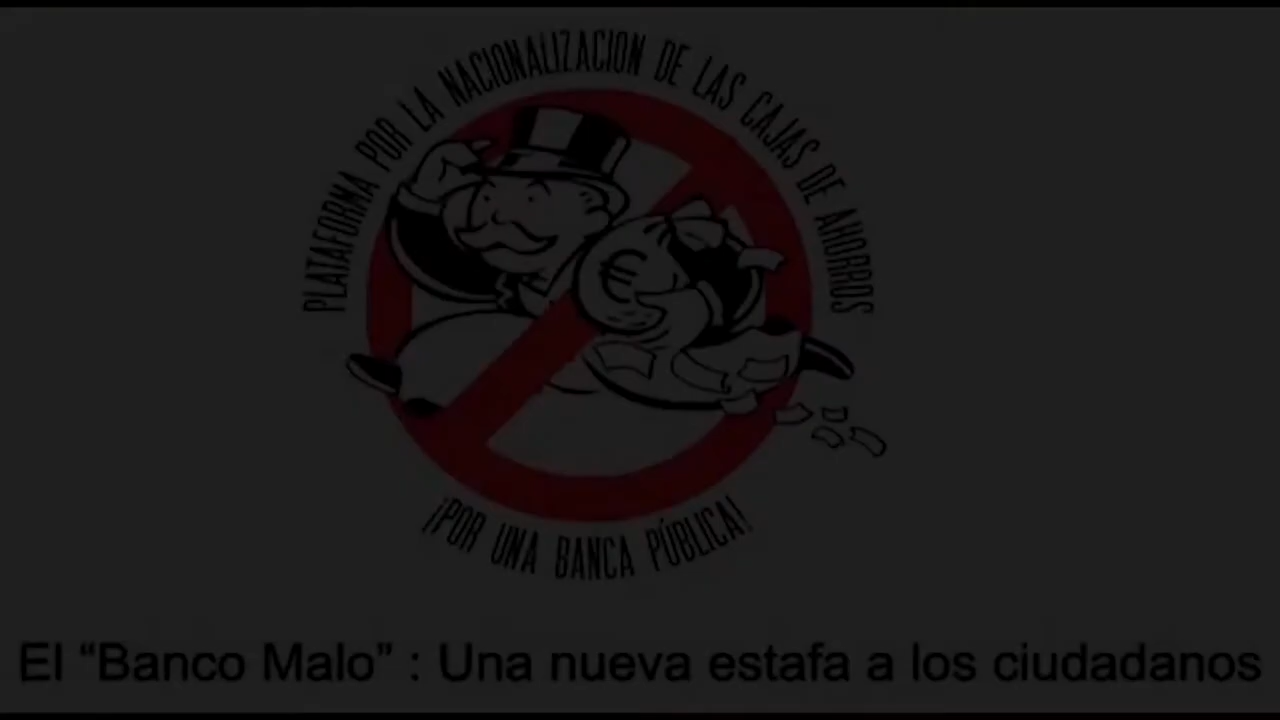 PLATAFORMA POR LA NACIONALIZACION DE LAS CAJAS DE AHORROS
€
¡POR UNA BANCA PÚBLICA!
El “Banco Malo” : Una nueva estafa a los ciudadanos